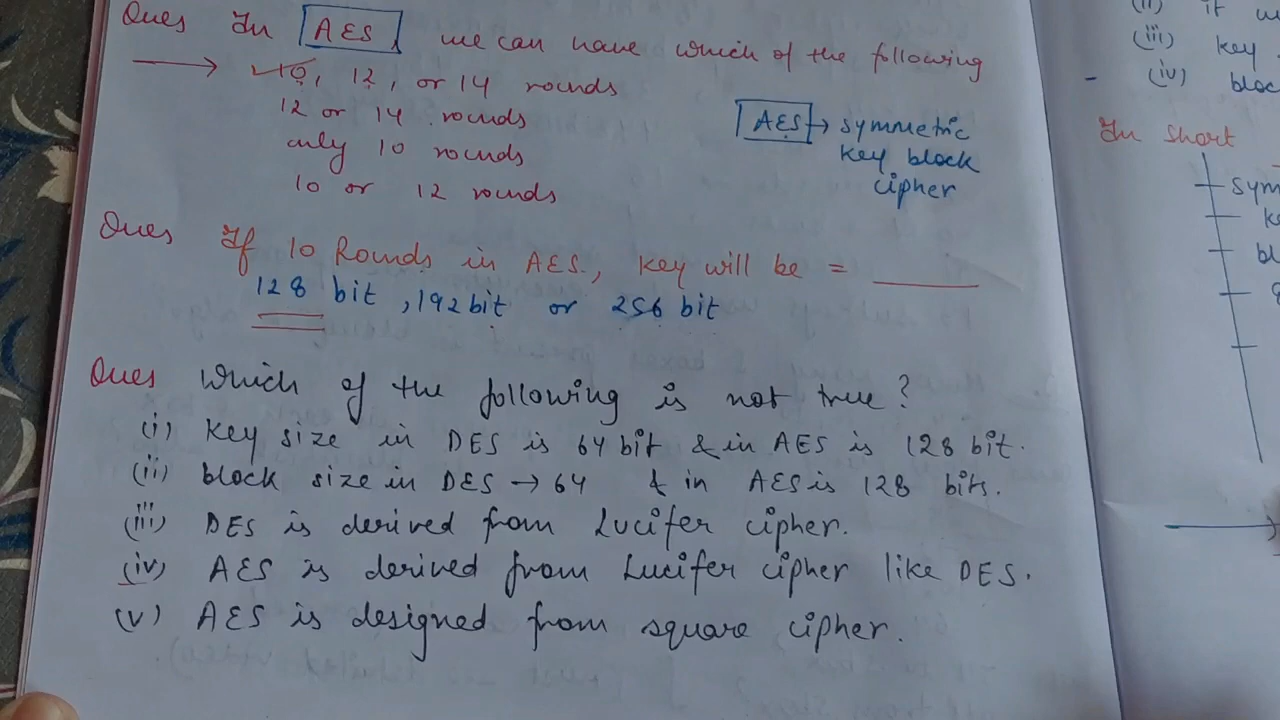 Ques In AES we can have which of the following
→ 10, 12, or 14 rounds
12 or 14 rounds
only 10 rounds
10 or 12 rounds
AES → symmetric
key block
cipher
Ques If 10 Rounds in AES, key will be = ____
128 bit, 192 bit or 256 bit
Ques Which of the following is not true?
(i) Key size in DES is 64 bit & in AES is 128 bit.
(ii) block size in DES → 64 & in AES is 128 bits.
(iii) DES is derived from Lucifer cipher.
(iv) AES is derived from Lucifer cipher like DES.
(v) AES is designed from square cipher.
(ii) it
(iii) key
- (iv) bloc
In short
sym
bl